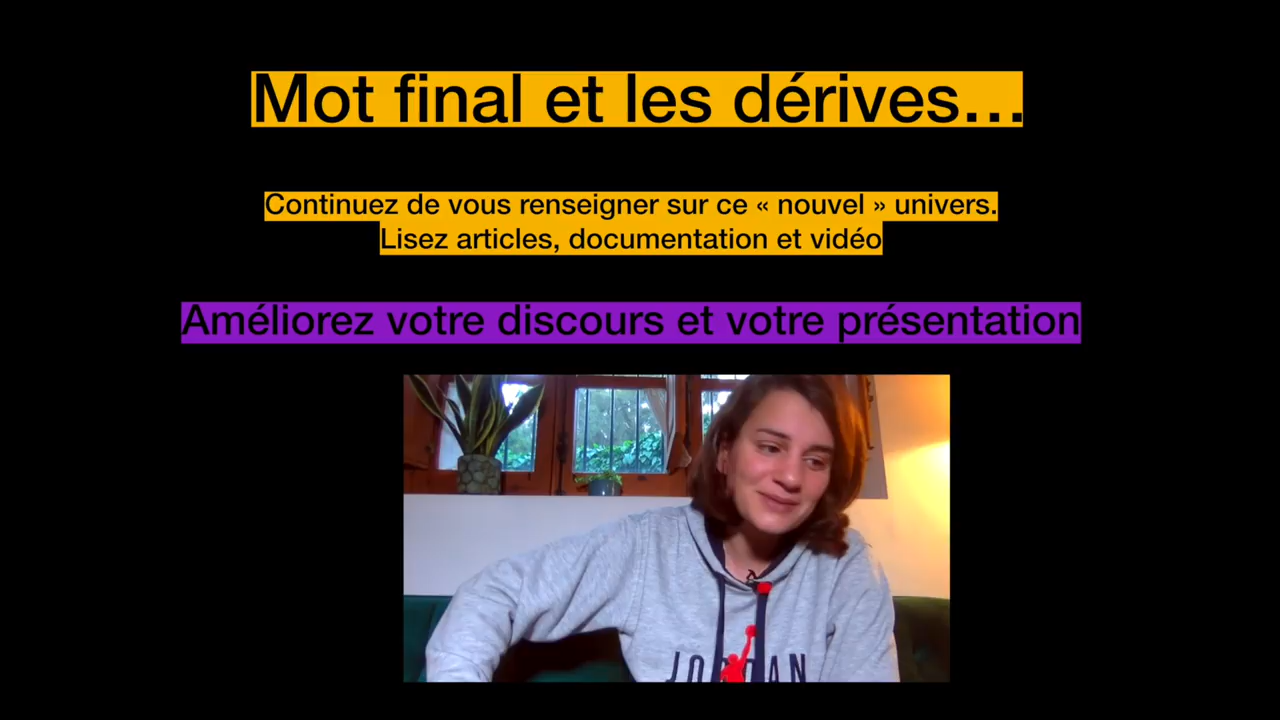 Mot final et les dérives…
Continuez de vous renseigner sur ce « nouvel » univers.
Lisez articles, documentation et vidéo
Améliorez votre discours et votre présentation
JORDAN